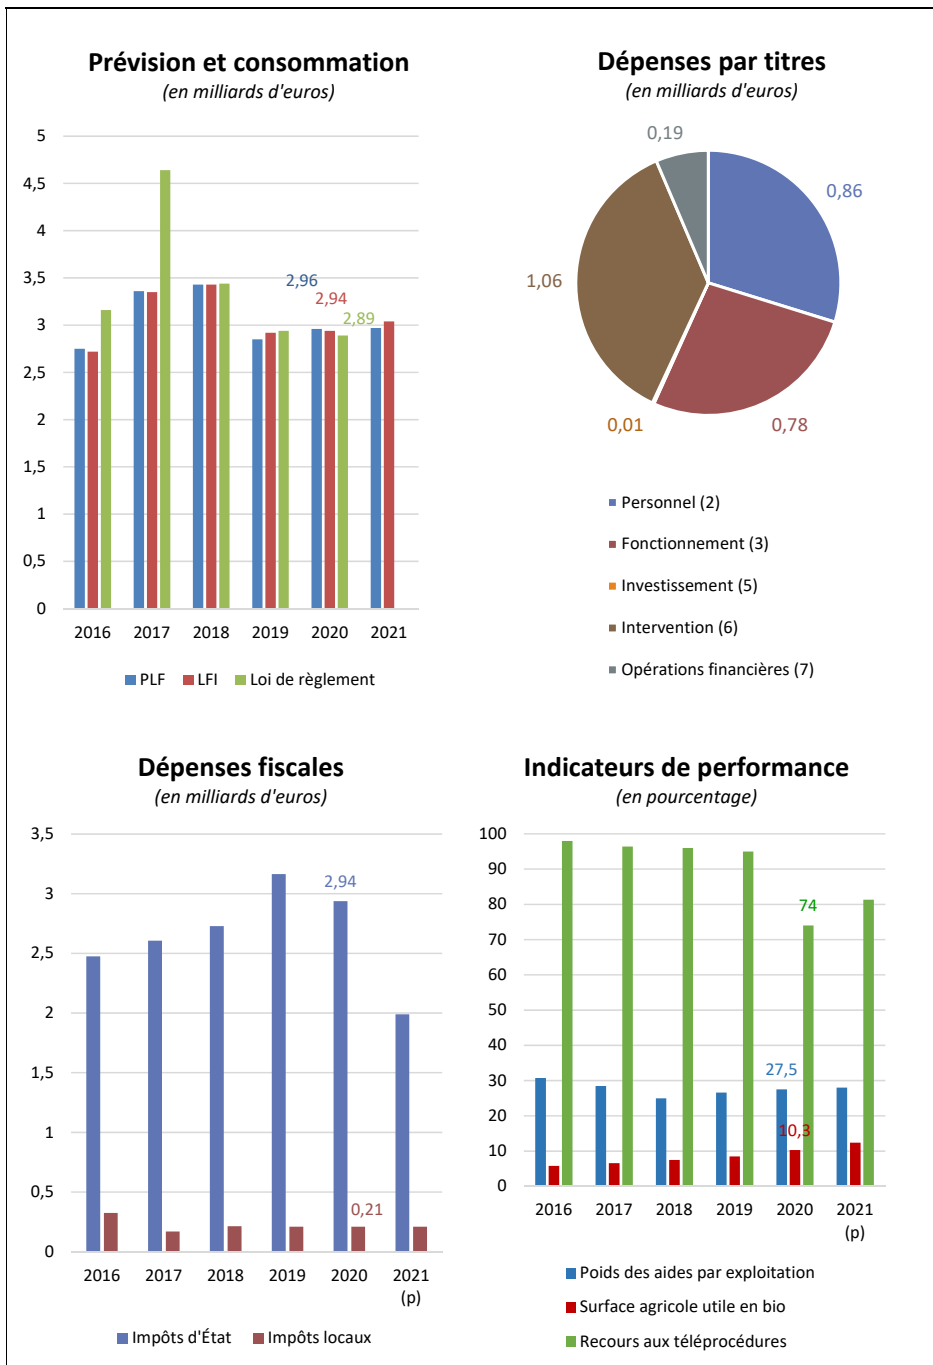 Prévision et consommation
(en milliards d'euros)
5
4,5
4
3,5
3
2,5
2
1,5
1
0,5
0
2,96
2,94
2,89
2016 2017 2018 2019 2020 2021
PLF LFI Loi de règlement
Dépenses par titres
(en milliards d'euros)
0,19
0,86
1,06
0,01
0,78
Personnel (2)
Fonctionnement (3)
Investissement (5)
Intervention (6)
Opérations financières (7)
Dépenses fiscales
(en milliards d'euros)
3,5
3
2,5
2
1,5
1
0,5
0
2,94
0,21
2016 2017 2018 2019 2020 2021
(p)
Impôts d'État Impôts locaux
Indicateurs de performance
(en pourcentage)
100
90
80
70
60
50
40
30
20
10
0
74
27,5
10,3
2016 2017 2018 2019 2020 2021
(p)
Poids des aides par exploitation
Surface agricole utile en bio
Recours aux téléprocédures